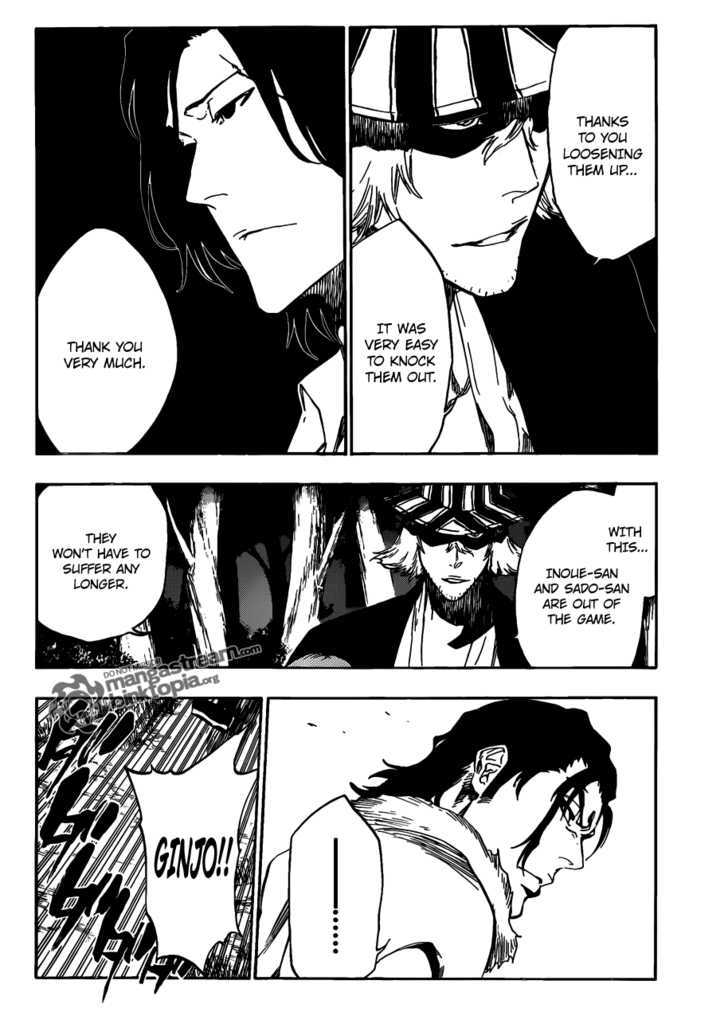 THANKS
TO YOU
LOOSENING
THEM UP...
IT WAS
VERY EASY
TO KNOCK
THEM OUT.
THANK YOU
VERY MUCH.
WITH
THIS...
INOUE-SAN
AND SADO-SAN
ARE OUT OF
THE GAME.
THEY
WON'T HAVE TO
SUFFER ANY
LONGER.
mangastream.com
GINJO!!